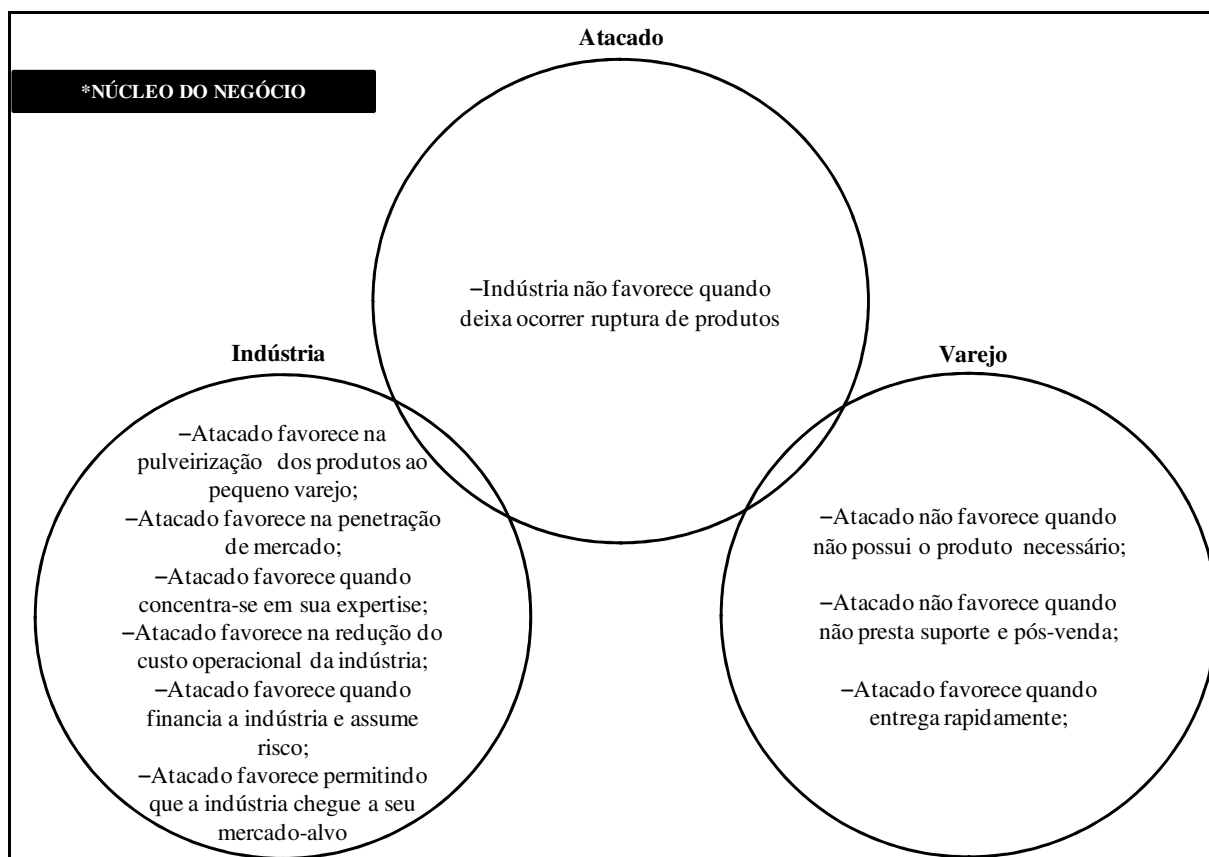 Atacado
*NÚCLEO DO NEGÓCIO
−Indústria não favorece quando
deixa ocorrer ruptura de produtos
Indústria
−Atacado favorece na
pulveirização dos produtos ao
pequeno varejo;
−Atacado favorece na penetração
de mercado;
−Atacado favorece quando
concentra-se em sua expertise;
−Atacado favorece na redução do
custo operacional da indústria;
−Atacado favorece quando
financia a indústria e assume
risco;
−Atacado favorece permitindo
que a indústria chegue a seu
mercado-alvo
Varejo
−Atacado não favorece quando
não possui o produto necessário;
−Atacado não favorece quando
não presta suporte e pós-venda;
−Atacado favorece quando
entrega rapidamente;